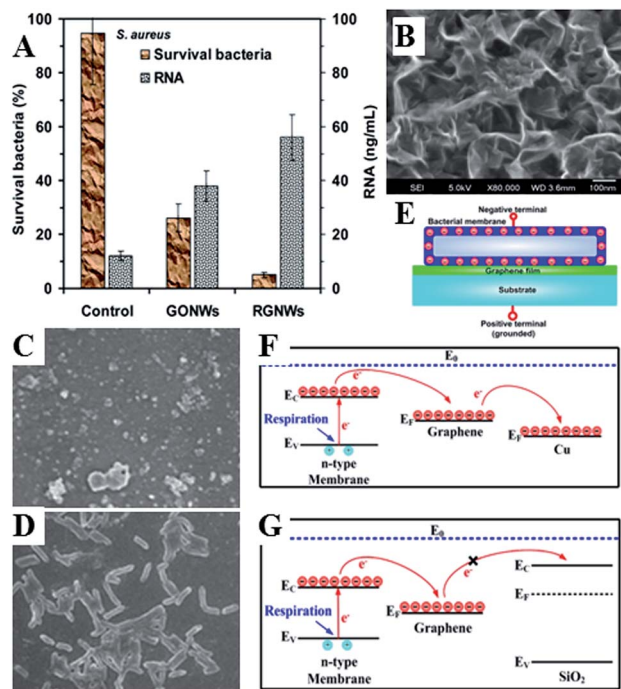 A
S. aureus
Survival bacteria
RNA
Survival bacteria (%)
100
80
60
40
20
0
Control
GONWs
RGNWs
100
80
60
40
20
0
RNA (ng/mL)
B
SEI 5.0kV X80,000 WD 3.6mm 100nm
E
Negative terminal
Bacterial membrane
Graphene film
Substrate
Positive terminal
(grounded)
C
D
F
E0
EC
e-
e-
EF
Graphene
Respiration
e-
EF
Cu
EV
n-type
Membrane
G
E0
e-
e-
EC
EC
EF
EF
Graphene
Respiration
e-
EV
n-type
Membrane
EV
SiO2